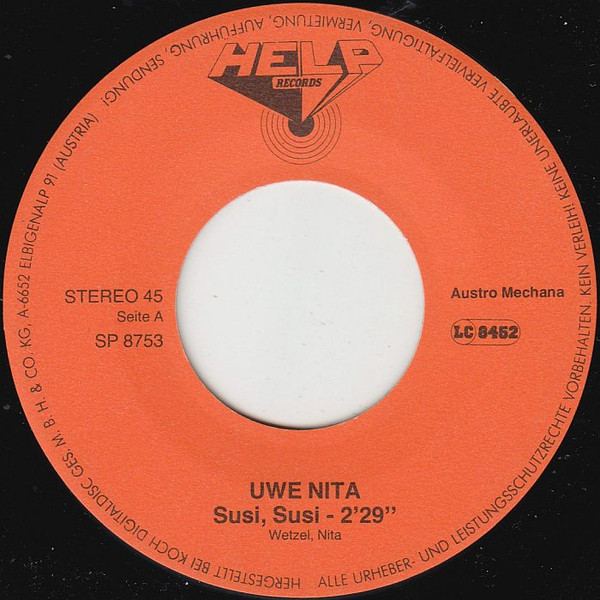 HELP
RECORDS
STEREO 45
Seite A
SP 8753
Austro Mechana
LC 8452
UWE NITA
Susi, Susi - 2'29"
Wetzel, Nita
HERGESTELLT BEI KOCH DIGITALDISC GES. M. B. H. & CO. KG, A-6652 ELBIGENALP 91 (AUSTRIA)
ALLE URHEBER- UND LEISTUNGSSCHUTZRECHTE VORBEHALTEN. KEIN VERLEIH! KEINE UNERLAUBTE VERVIELFÄLTIGUNG, VERMIETUNG, AUFFÜHRUNG, SENDUNG!